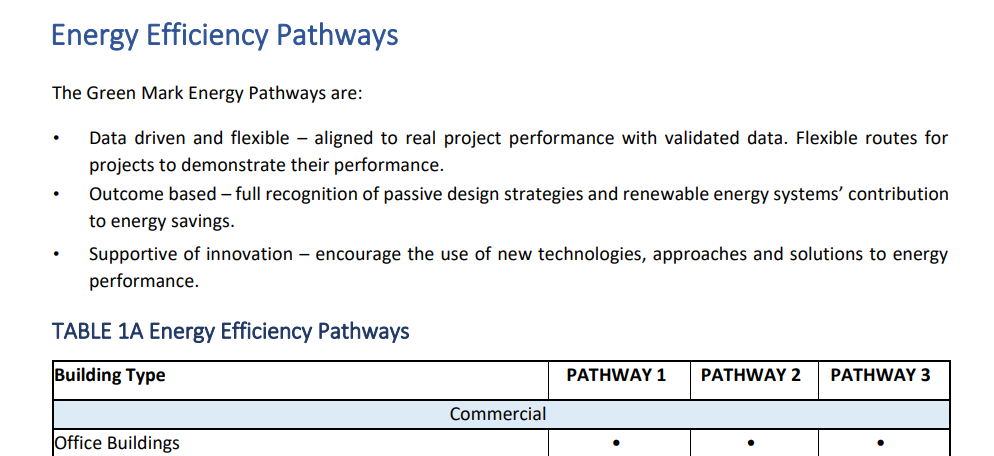 Energy Efficiency Pathways
The Green Mark Energy Pathways are:
• Data driven and flexible – aligned to real project performance with validated data. Flexible routes for
projects to demonstrate their performance.
• Outcome based – full recognition of passive design strategies and renewable energy systems’ contribution
to energy savings.
• Supportive of innovation – encourage the use of new technologies, approaches and solutions to energy
performance.
TABLE 1A Energy Efficiency Pathways
Building Type PATHWAY 1 PATHWAY 2 PATHWAY 3
Commercial
Office Buildings • • •